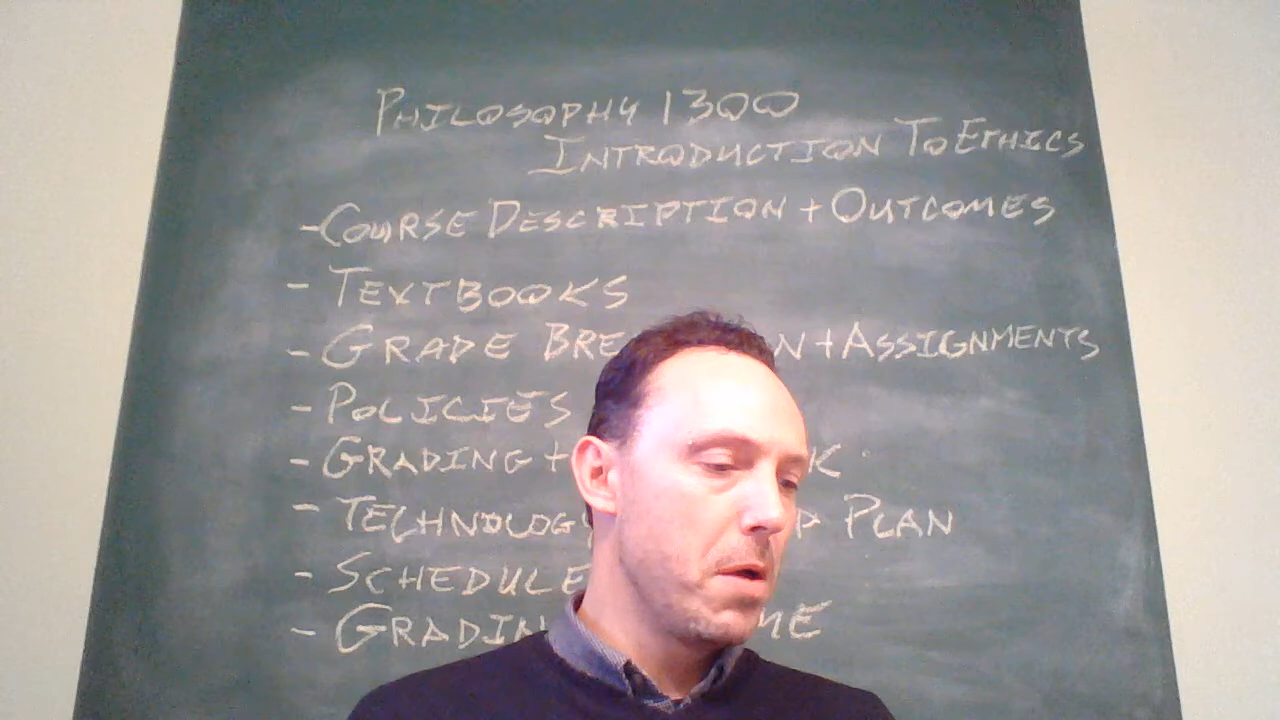 PHILOSOPHY 1300
INTRODUCTION TO ETHICS
- COURSE DESCRIPTION + OUTCOMES
- TEXTBOOKS
- GRADE BRE N + ASSIGNMENTS
- POLICIES
- GRADING + K
- TECHNOLOGY PLAN
- SCHEDULE
- GRADIN ME